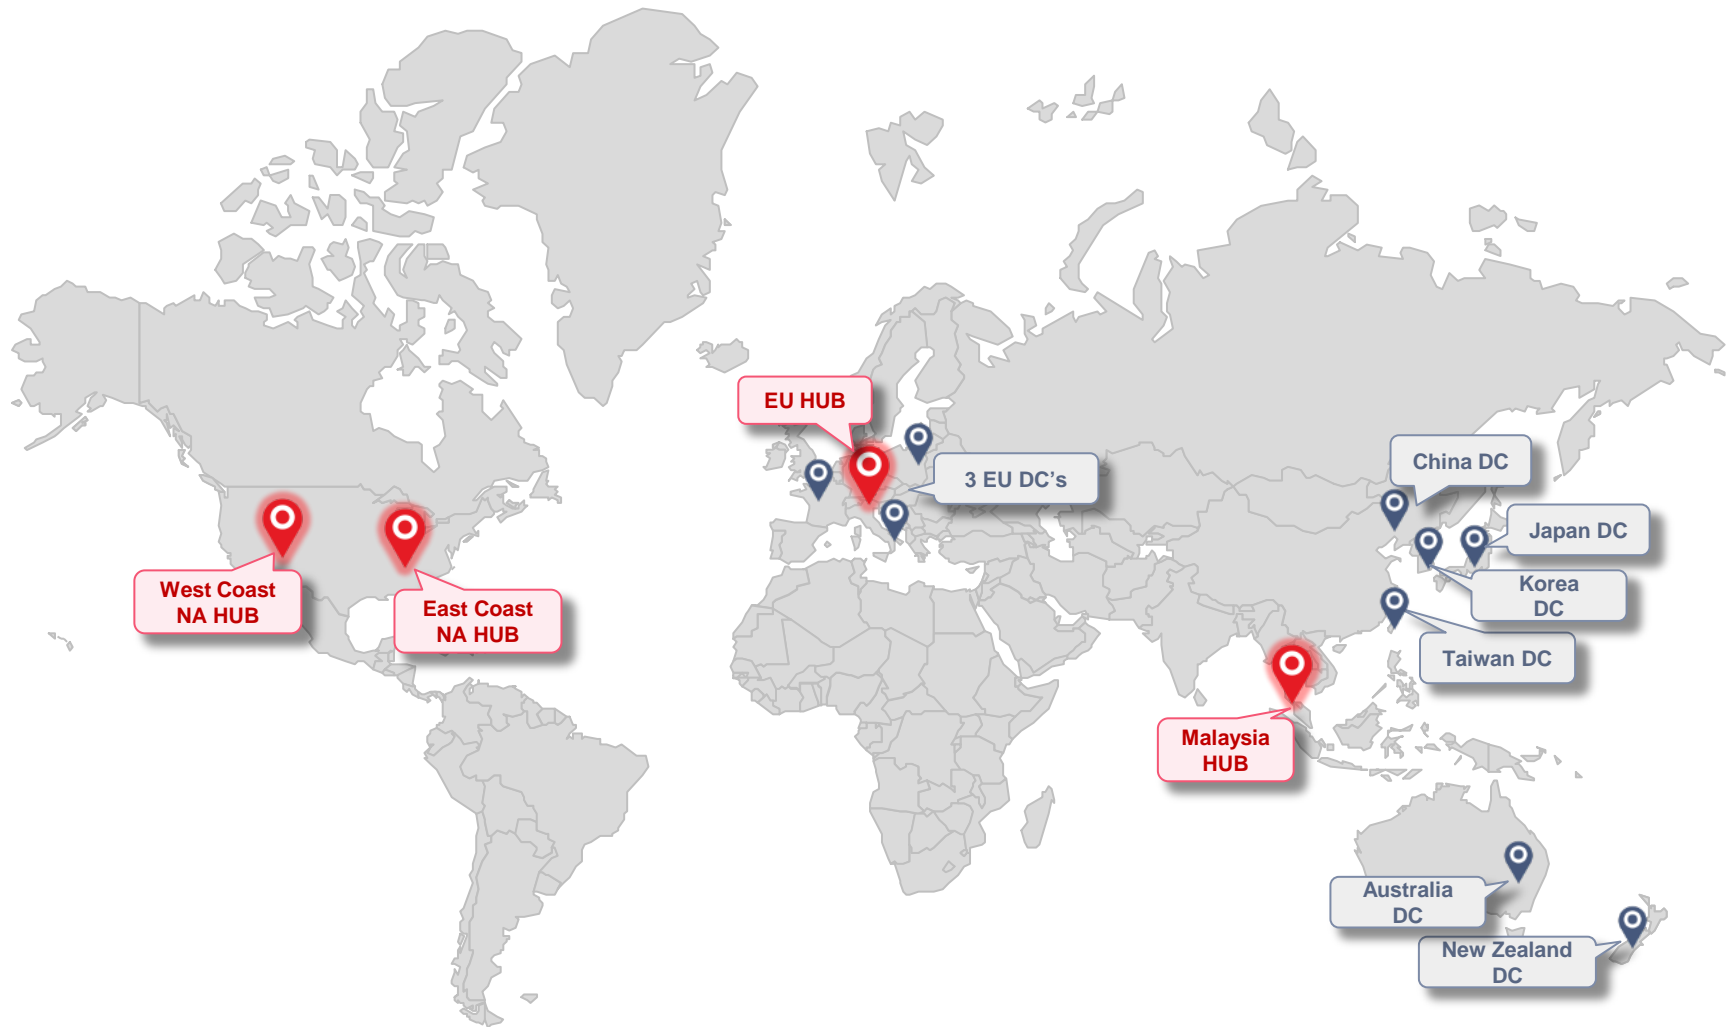 EU HUB
China DC
3 EU DC's
Japan DC
West Coast
NA HUB
East Coast
NA HUB
Korea
DC
Taiwan DC
Malaysia
HUB
Australia
DC
New Zealand
DC